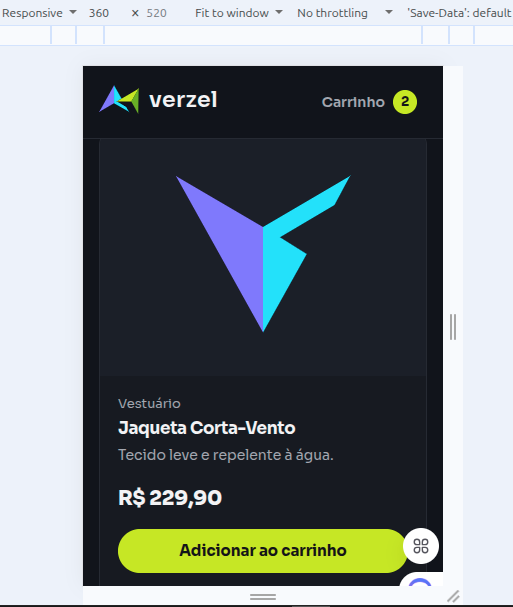 Responsive 360 × 520 Fit to window No throttling 'Save-Data': default
verzel Carrinho 2
Vestuário
Jaqueta Corta-Vento
Tecido leve e repelente à água.
R$ 229,90
Adicionar ao carrinho